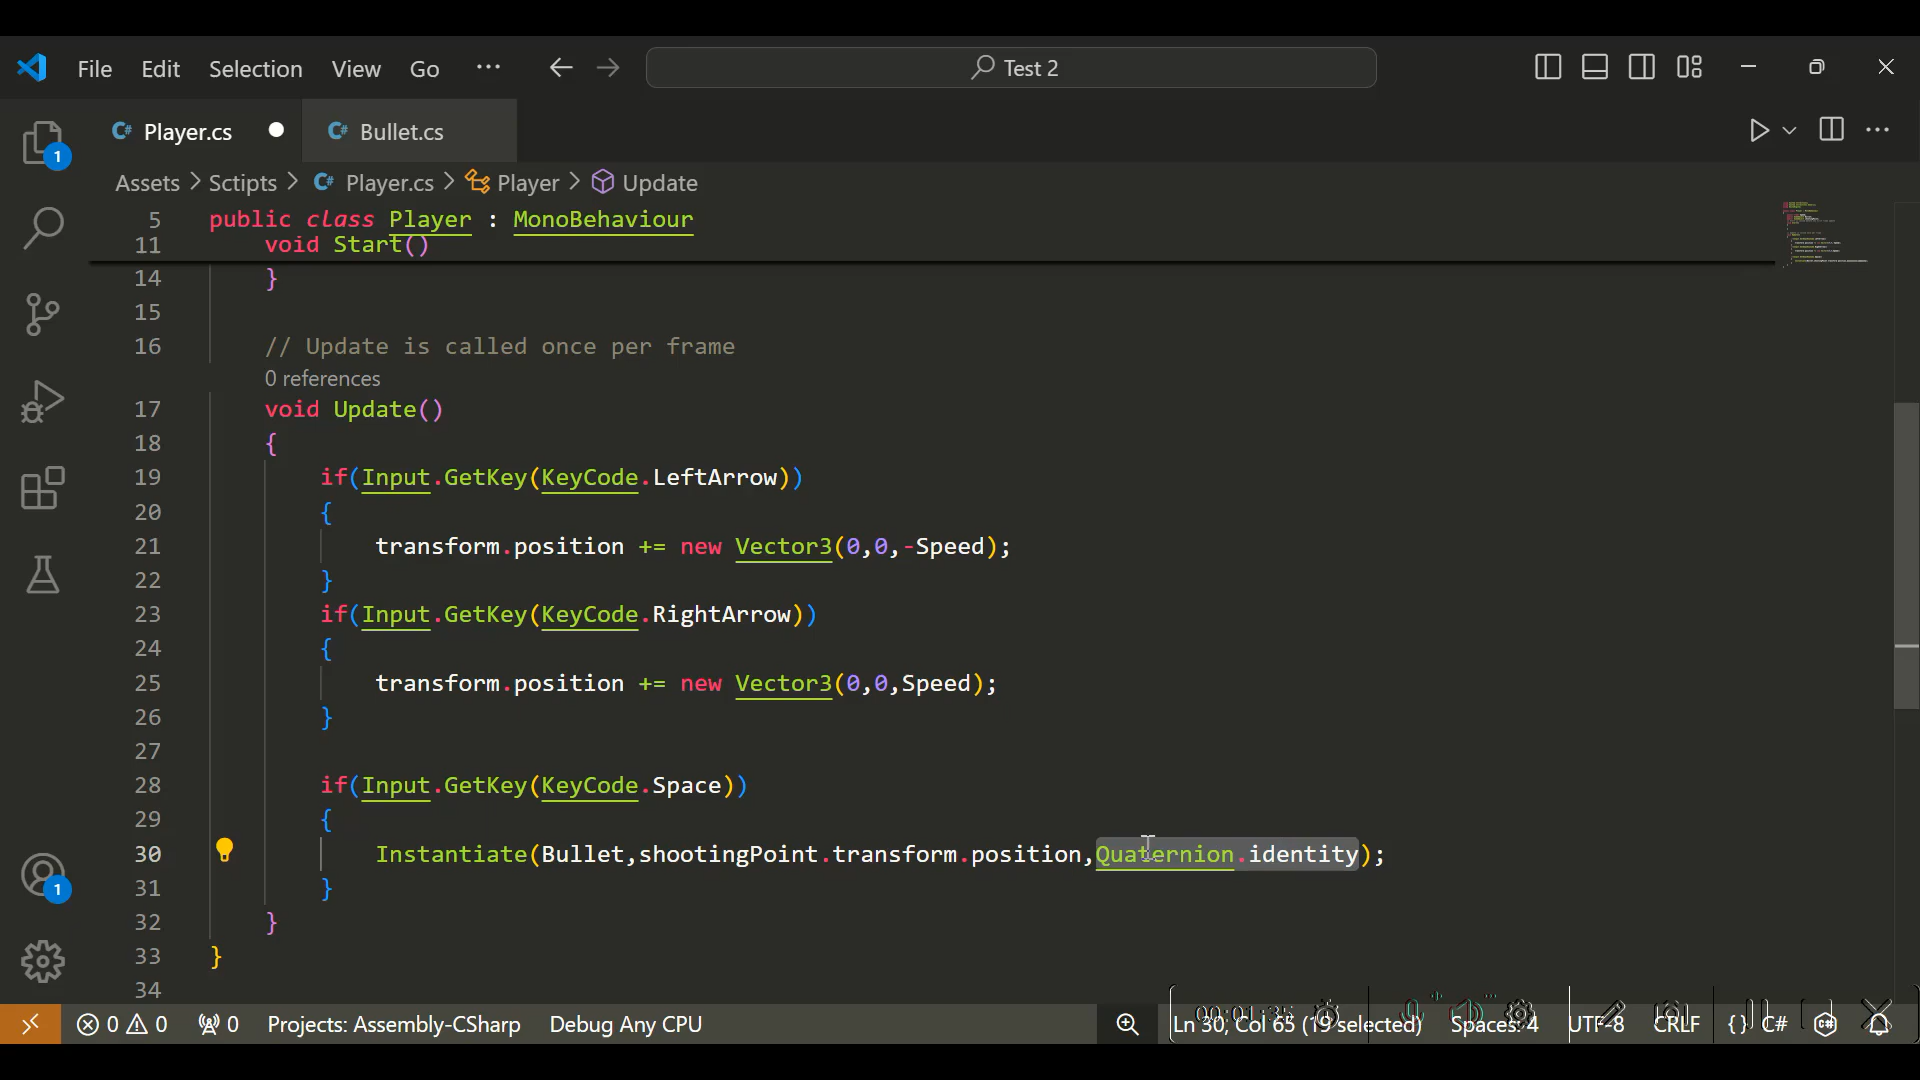 File Edit Selection View Go ··· Test 2
Player.cs Bullet.cs
Assets > Sctipts > Player.cs > Player > Update
5 public class Player : MonoBehaviour
11 void Start()
14 }
15
16 // Update is called once per frame
0 references
17 void Update()
18 {
19 if(Input.GetKey(KeyCode.LeftArrow))
20 {
21 transform.position += new Vector3(0,0,-Speed);
22 }
23 if(Input.GetKey(KeyCode.RightArrow))
24 {
25 transform.position += new Vector3(0,0,Speed);
26 }
27
28 if(Input.GetKey(KeyCode.Space))
29 {
30 Instantiate(Bullet,shootingPoint.transform.position,Quaternion.identity);
31 }
32 }
33 }
34
1
1
0 0 0 Projects: Assembly-CSharp Debug Any CPU Ln 30, Col 65 (19 selected) Spaces: 4 UTF-8 CRLF {} C#
00:01:35